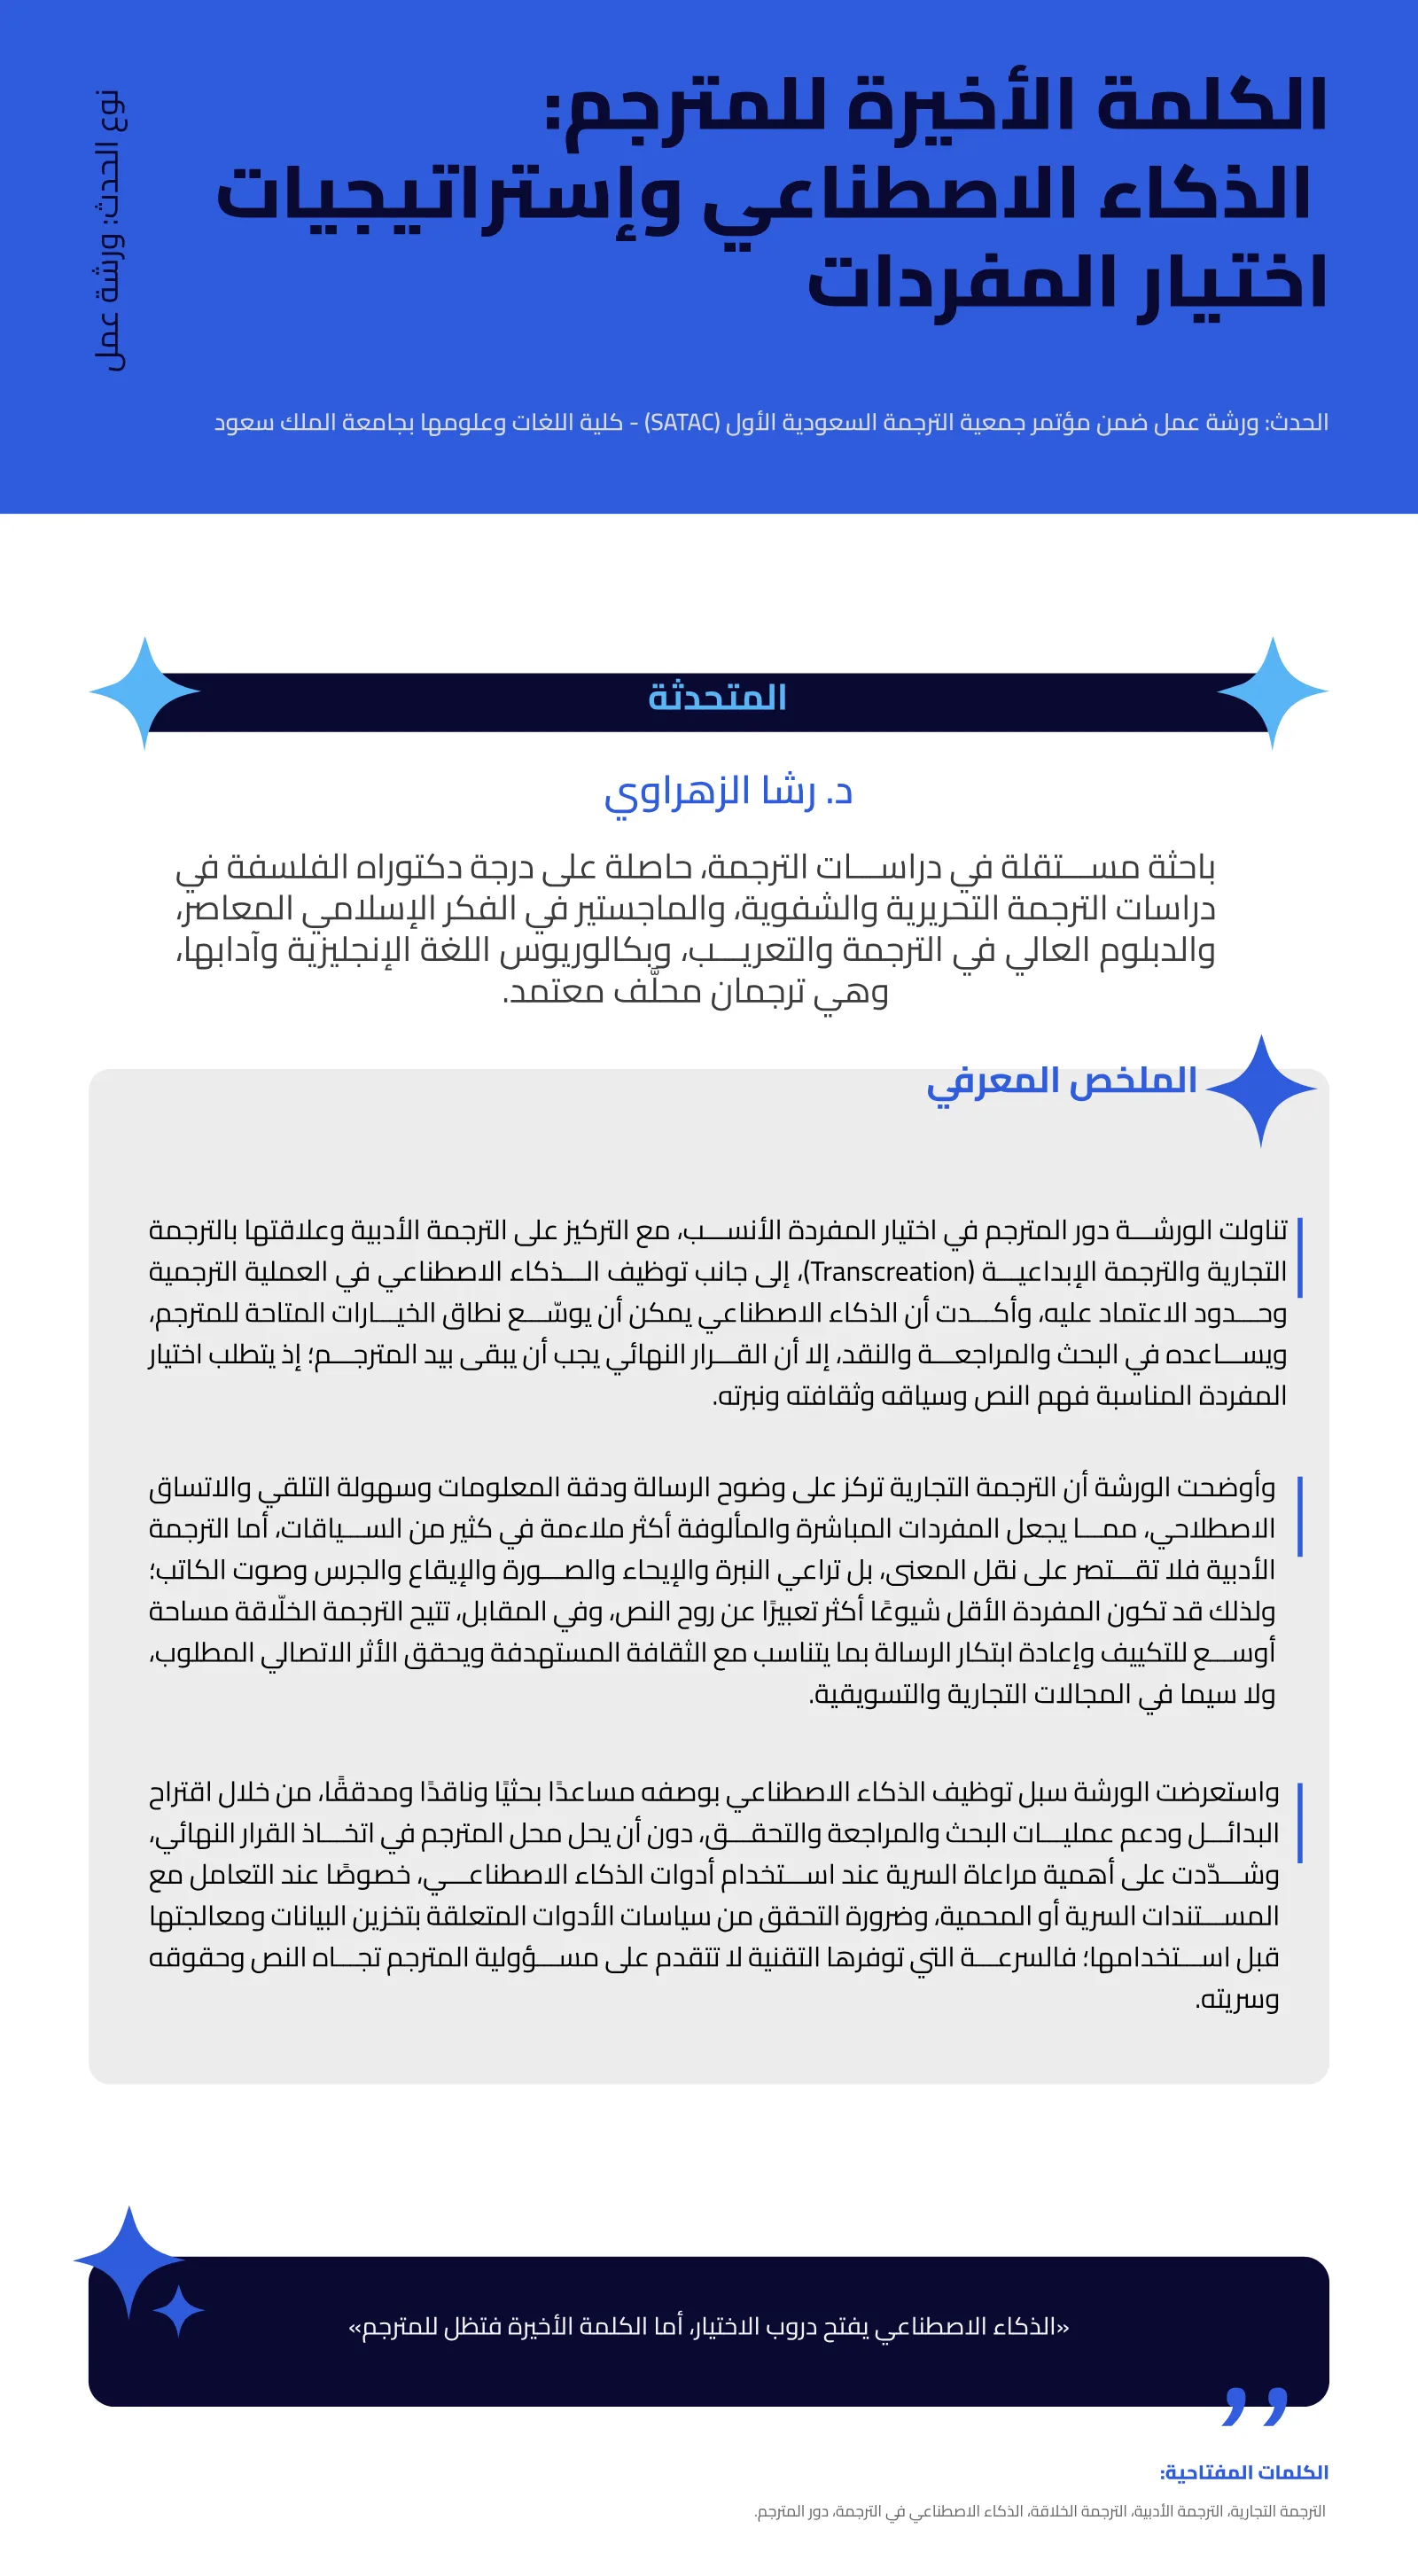 الكلمة الأخيرة للمترجم:
الذكاء الاصطناعي وإستراتيجيات
اختيار المفردات
نوع الحدث: ورشة عمل
الحدث: ورشة عمل ضمن مؤتمر جمعية الترجمة السعودية الأول (SATAC) - كلية اللغات وعلومها بجامعة الملك سعود
المتحدثة
د. رشا الزهراوي
باحثة مستقلة في دراسات الترجمة، حاصلة على درجة دكتوراه الفلسفة في
دراسات الترجمة التحريرية والشفوية، والماجستير في الفكر الإسلامي المعاصر،
والدبلوم العالي في الترجمة والتعريب، وبكالوريوس اللغة الإنجليزية وآدابها،
وهي ترجمان محلَّف معتمد.
الملخص المعرفي
تناولت الورشة دور المترجم في اختيار المفردة الأنسب، مع التركيز على الترجمة الأدبية وعلاقتها بالترجمة
التجارية والترجمة الإبداعية (Transcreation)، إلى جانب توظيف الذكاء الاصطناعي في العملية الترجمية
وحدود الاعتماد عليه، وأكدت أن الذكاء الاصطناعي يمكن أن يوسّع نطاق الخيارات المتاحة للمترجم،
ويساعده في البحث والمراجعة والنقد، إلا أن القرار النهائي يجب أن يبقى بيد المترجم؛ إذ يتطلب اختيار
المفردة المناسبة فهم النص وسياقه وثقافته ونبرته.
وأوضحت الورشة أن الترجمة التجارية تركز على وضوح الرسالة ودقة المعلومات وسهولة التلقي والاتساق
الاصطلاحي، مما يجعل المفردات المباشرة والمألوفة أكثر ملاءمة في كثير من السياقات، أما الترجمة
الأدبية فلا تقتصر على نقل المعنى، بل تراعي النبرة والإيحاء والصورة والإيقاع والجرس وصوت الكاتب؛
ولذلك قد تكون المفردة الأقل شيوعًا أكثر تعبيرًا عن روح النص، وفي المقابل، تتيح الترجمة الخلّاقة مساحة
أوسع للتكييف وإعادة ابتكار الرسالة بما يتناسب مع الثقافة المستهدفة ويحقق الأثر الاتصالي المطلوب،
ولا سيما في المجالات التجارية والتسويقية.
واستعرضت الورشة سبل توظيف الذكاء الاصطناعي بوصفه مساعدًا بحثيًا وناقدًا ومدققًا، من خلال اقتراح
البدائل ودعم عمليات البحث والمراجعة والتحقق، دون أن يحل محل المترجم في اتخاذ القرار النهائي،
وشدّدت على أهمية مراعاة السرية عند استخدام أدوات الذكاء الاصطناعي، خصوصًا عند التعامل مع
المستندات السرية أو المحمية، وضرورة التحقق من سياسات الأدوات المتعلقة بتخزين البيانات ومعالجتها
قبل استخدامها؛ فالسرعة التي توفرها التقنية لا تتقدم على مسؤولية المترجم تجاه النص وحقوقه
وسريته.
«الذكاء الاصطناعي يفتح دروب الاختيار، أما الكلمة الأخيرة فتظل للمترجم»
الكلمات المفتاحية:
الترجمة التجارية، الترجمة الأدبية، الترجمة الخلاقة، الذكاء الاصطناعي في الترجمة، دور المترجم.